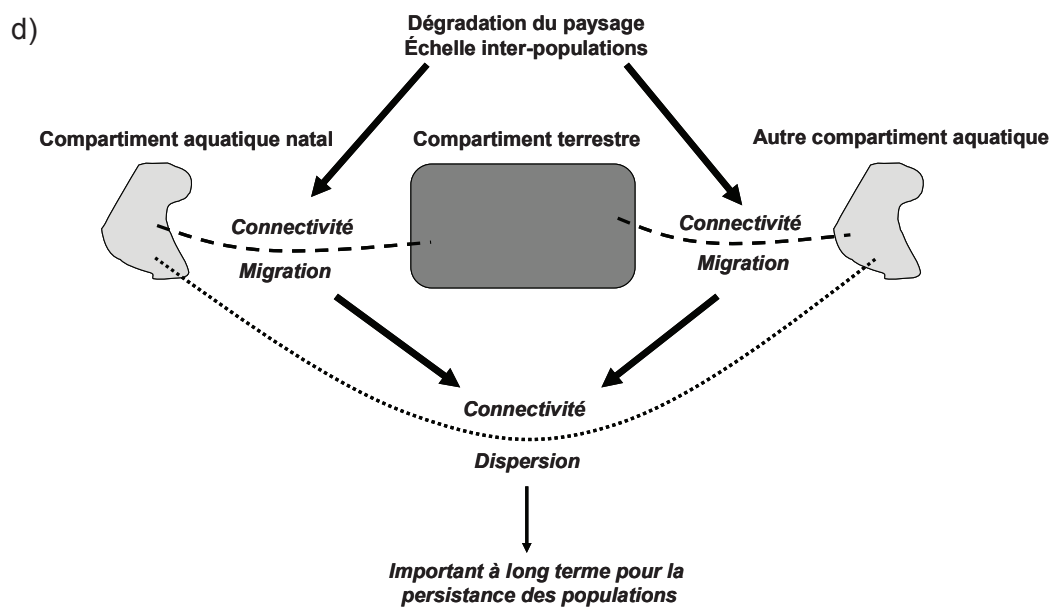 d)
Dégradation du paysage
Échelle inter-populations
Compartiment aquatique natal
Compartiment terrestre
Autre compartiment aquatique
Connectivité
Migration
Connectivité
Migration
Connectivité
Dispersion
Important à long terme pour la
persistance des populations